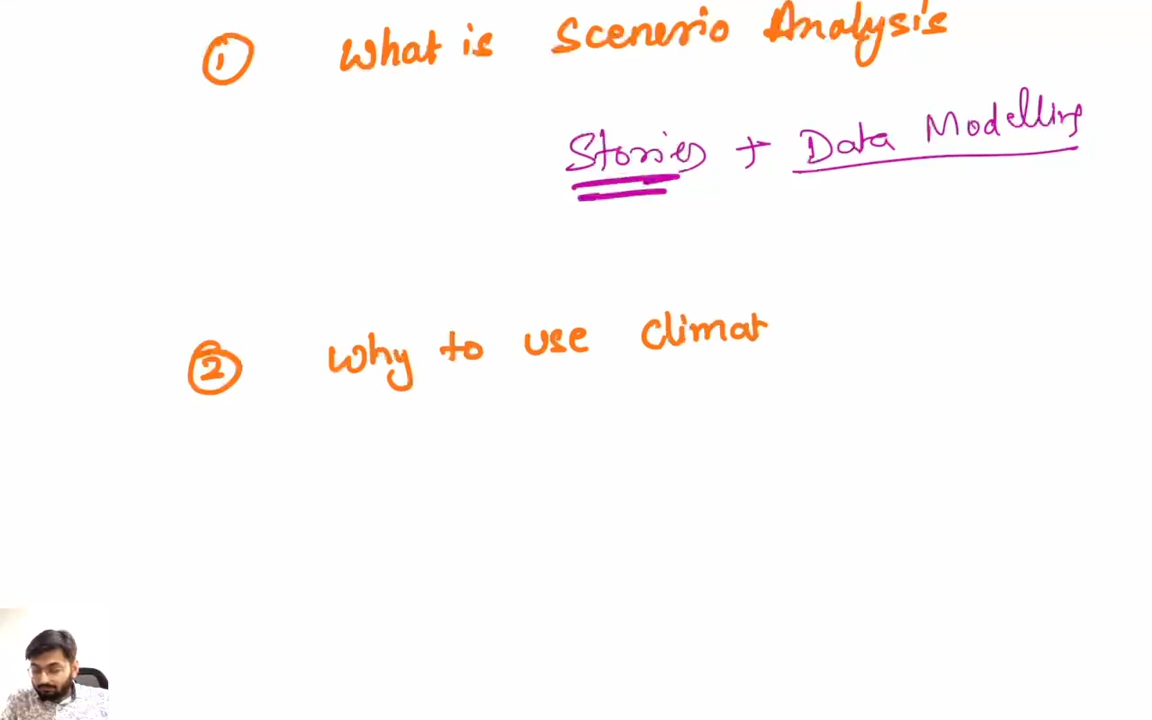 ① What is Scenerio Analysis
Stories + Data Modelling
② Why to use Climat